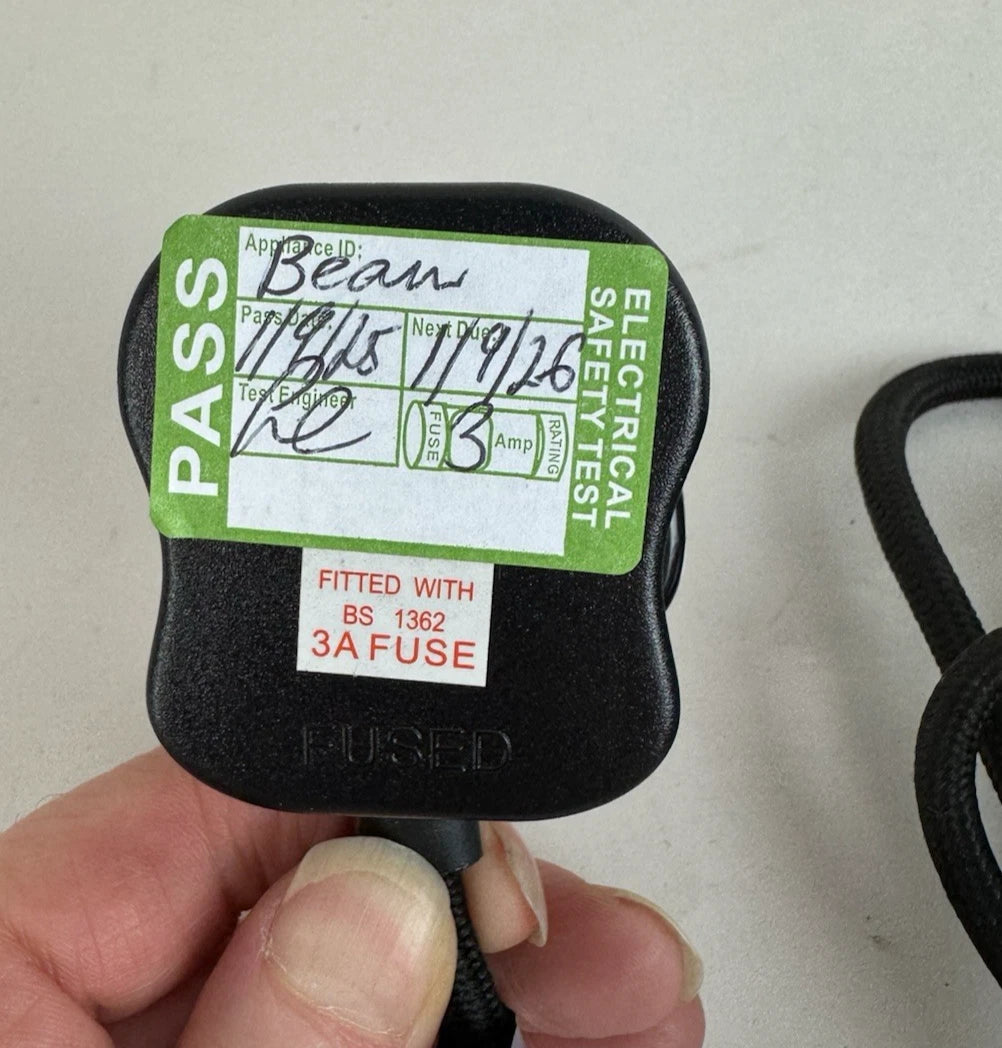 PASS
Appliance ID:
Beam
Pass Date:
1/9/25
Next Due:
1/9/26
Test Engineer
FUSE 3 Amp RATING
ELECTRICAL
SAFETY TEST
FITTED WITH
BS 1362
3A FUSE
FUSED